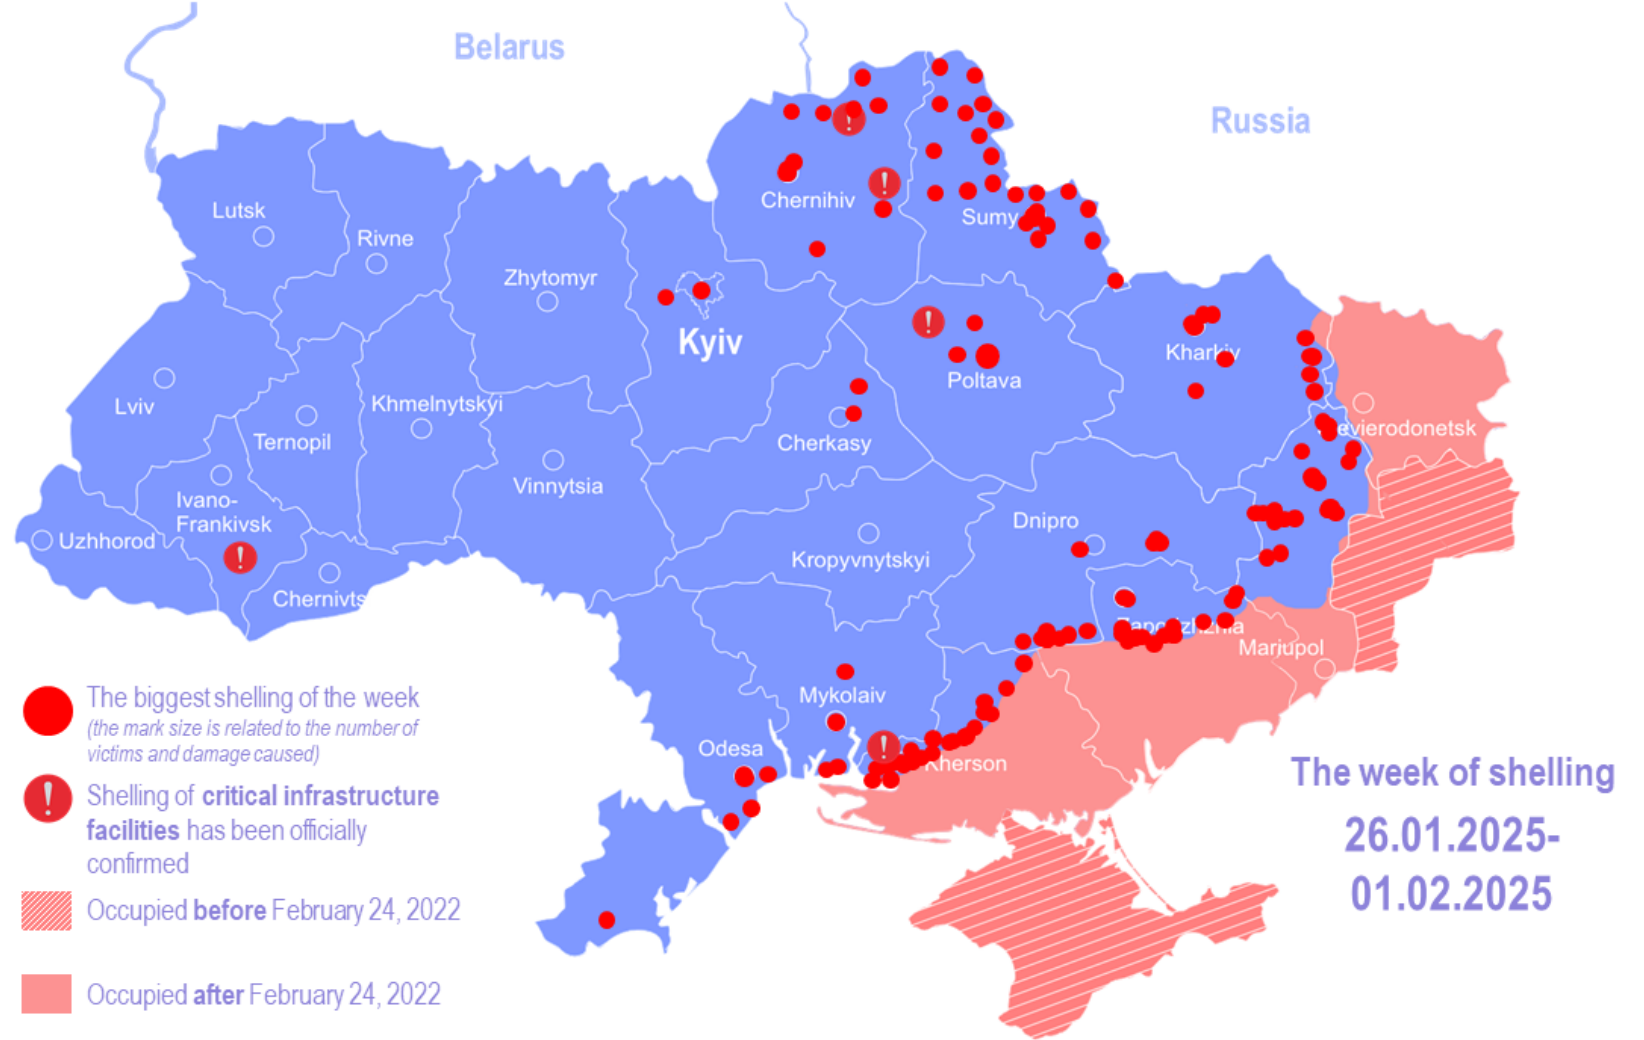 Belarus
Russia
Chernihiv
Lutsk
Sumy
Rivne
Zhytomyr
Kyiv
Kharkiv
Poltava
Lviv
Khmelnytskyi
Ternopil
Cherkasy
evierodonetsk
Vinnytsia
Ivano-
Frankivsk
Dnipro
Uzhhorod
Kropyvnytskyi
Chernivts
Zaporizhzhia
Mariupol
Mykolaiv
Odesa
Kherson
The biggest shelling of the week
(the mark size is related to the number of
victims and damage caused)
Shelling of critical infrastructure
facilities has been officially
confirmed
Occupied before February 24, 2022
Occupied after February 24, 2022
The week of shelling
26.01.2025-
01.02.2025